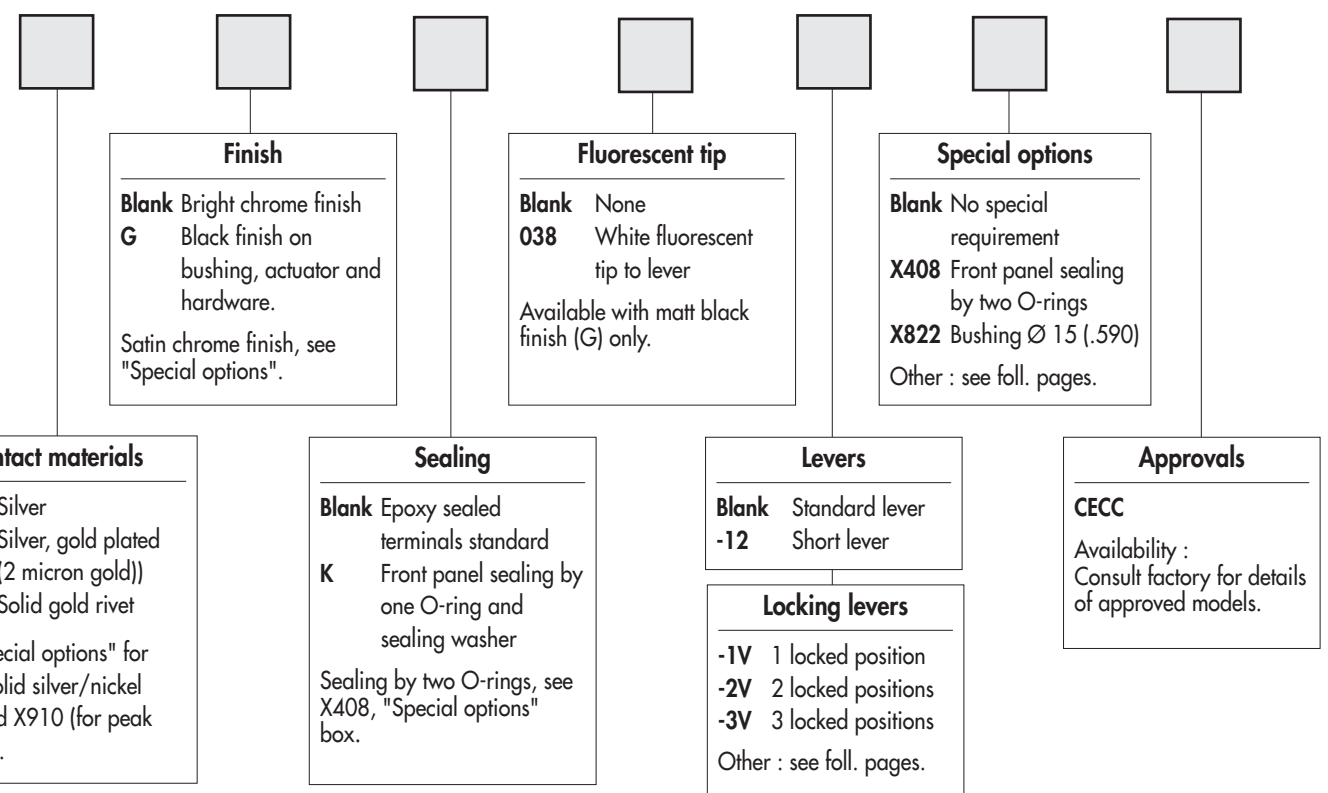 Finish
Blank Bright chrome finish
G Black finish on
bushing, actuator and
hardware.
Satin chrome finish, see
"Special options".
Fluorescent tip
Blank None
038 White fluorescent
tip to lever
Available with matt black
finish (G) only.
Special options
Blank No special
requirement
X408 Front panel sealing
by two O-rings
X822 Bushing Ø 15 (.590)
Other : see foll. pages.
ntact materials
Silver
Silver, gold plated
(2 micron gold))
Solid gold rivet
ecial options" for
olid silver/nickel
d X910 (for peak
.
Sealing
Blank Epoxy sealed
terminals standard
K Front panel sealing by
one O-ring and
sealing washer
Sealing by two O-rings, see
X408, "Special options"
box.
Levers
Blank Standard lever
-12 Short lever
Locking levers
-1V 1 locked position
-2V 2 locked positions
-3V 3 locked positions
Other : see foll. pages.
Approvals
CECC
Availability :
Consult factory for details
of approved models.